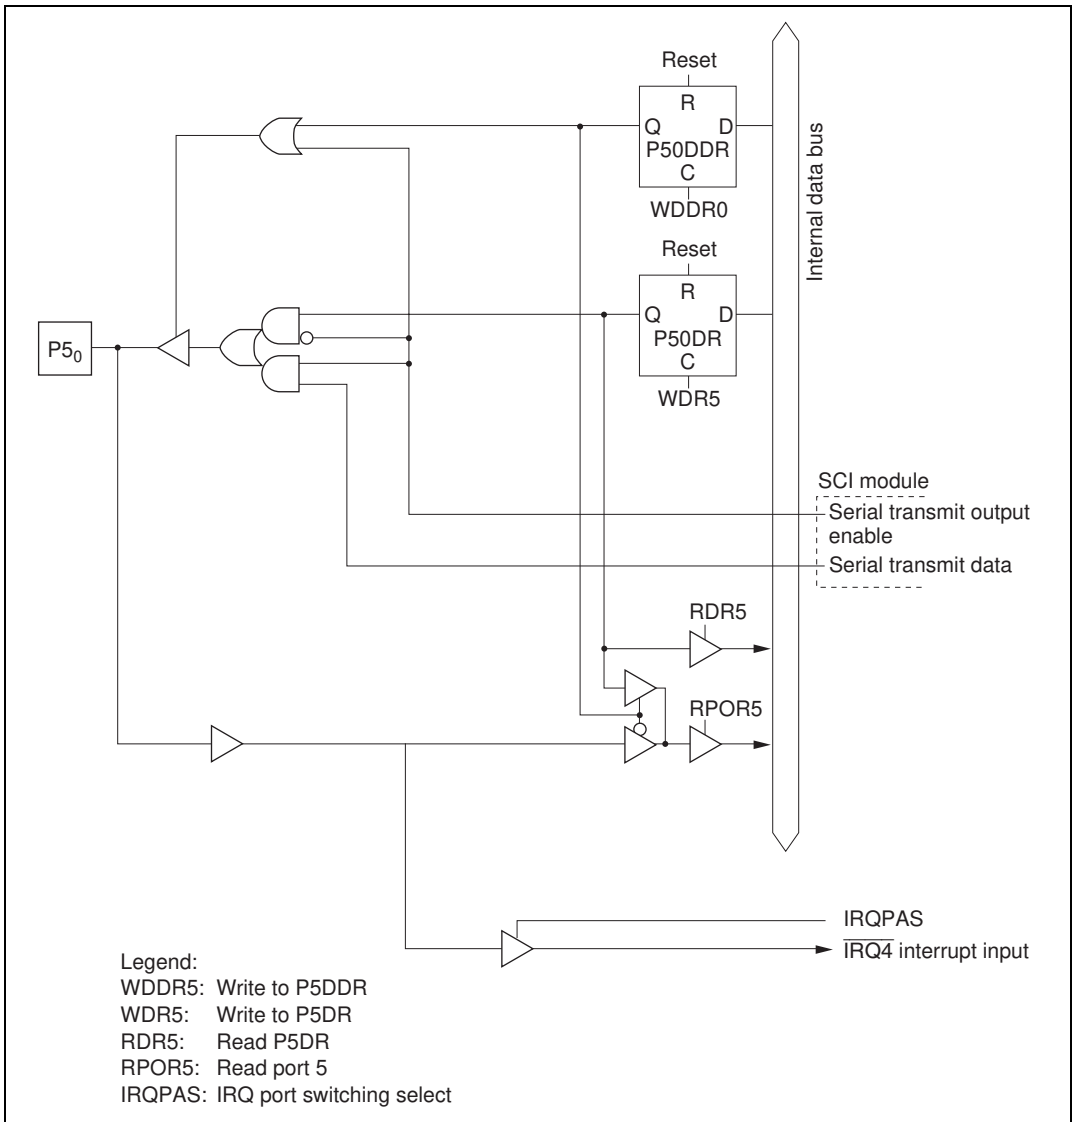 Reset
R
Q D
P50DDR
C
WDDR0
Internal data bus
Reset
R
Q D
P50DR
C
WDR5
P5₀
SCI module
Serial transmit output
enable
Serial transmit data
RDR5
RPOR5
IRQPAS
I̅R̅Q̅4̅ interrupt input
Legend:
WDDR5: Write to P5DDR
WDR5: Write to P5DR
RDR5: Read P5DR
RPOR5: Read port 5
IRQPAS: IRQ port switching select